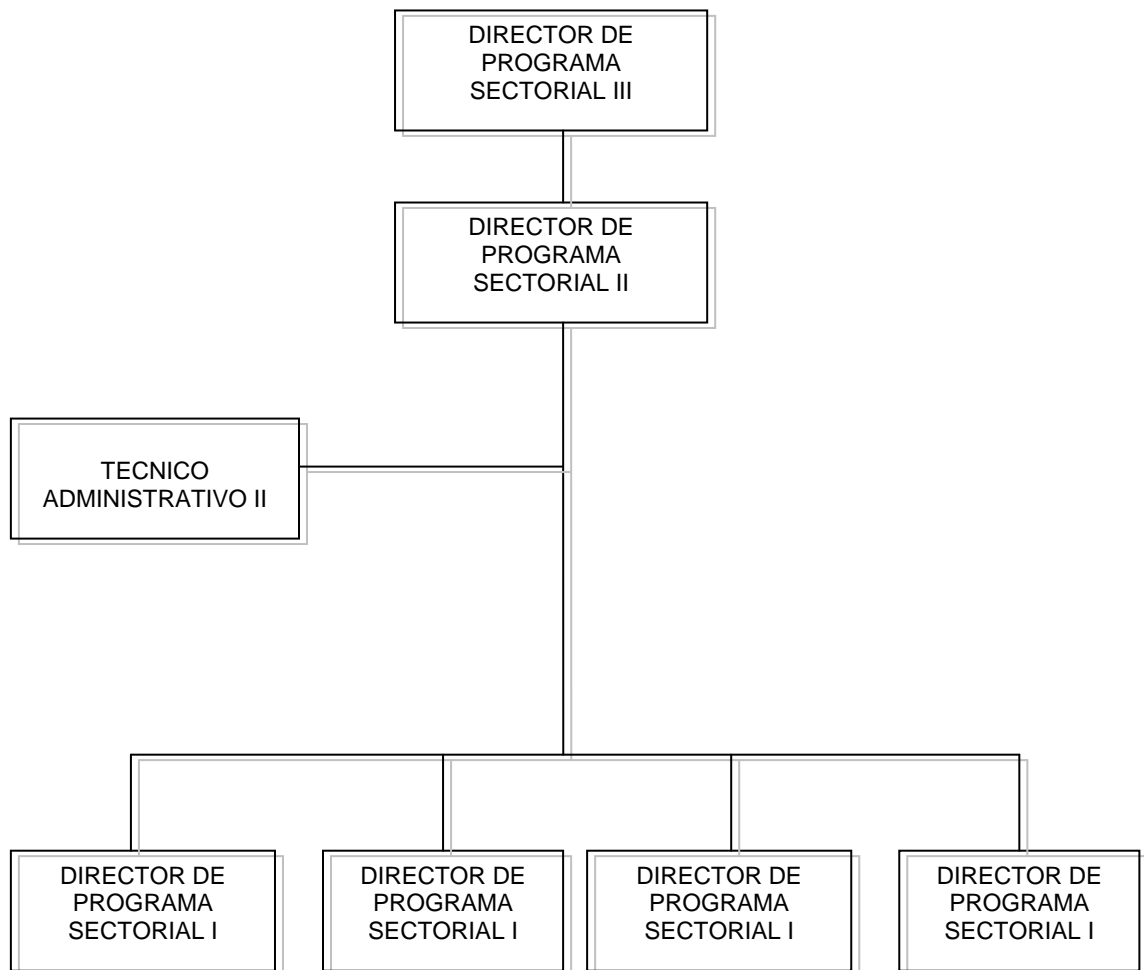 DIRECTOR DE
PROGRAMA
SECTORIAL III
DIRECTOR DE
PROGRAMA
SECTORIAL II
TECNICO
ADMINISTRATIVO II
DIRECTOR DE
PROGRAMA
SECTORIAL I
DIRECTOR DE
PROGRAMA
SECTORIAL I
DIRECTOR DE
PROGRAMA
SECTORIAL I
DIRECTOR DE
PROGRAMA
SECTORIAL I